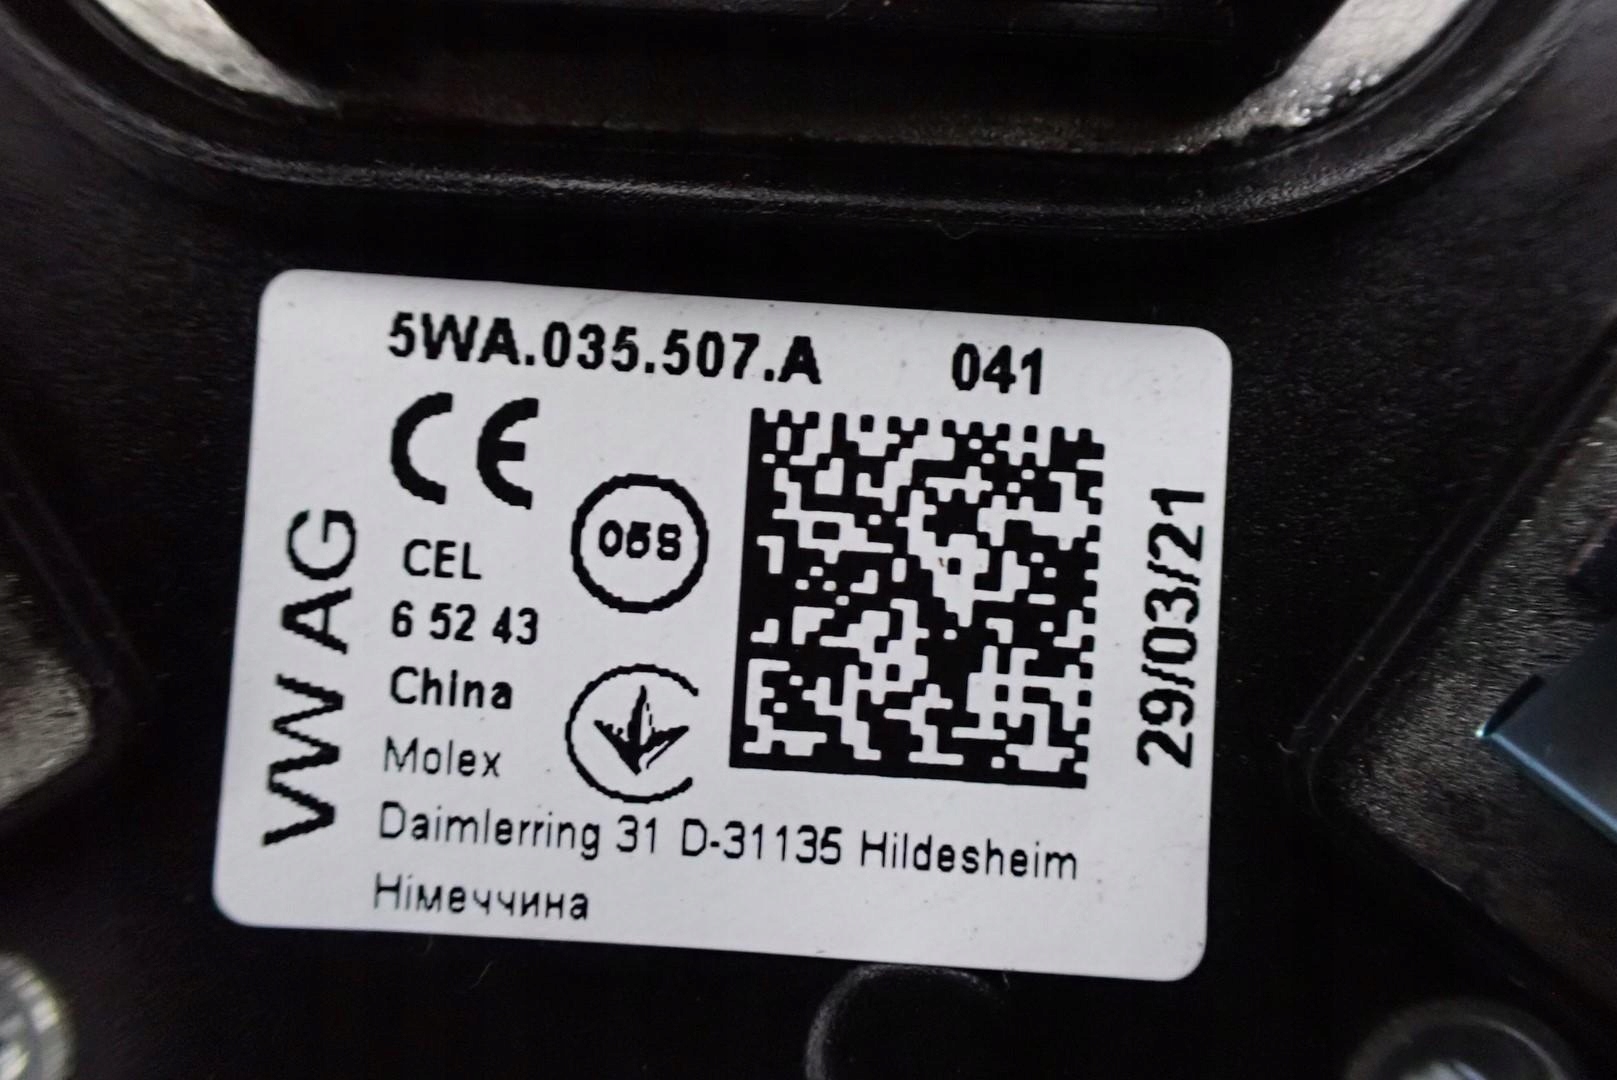 5WA.035.507.A 041
CE
CEL
6 52 43
China
Molex
Daimlerring 31 D-31135 Hildesheim
Німеччина
VW AG
29/03/21